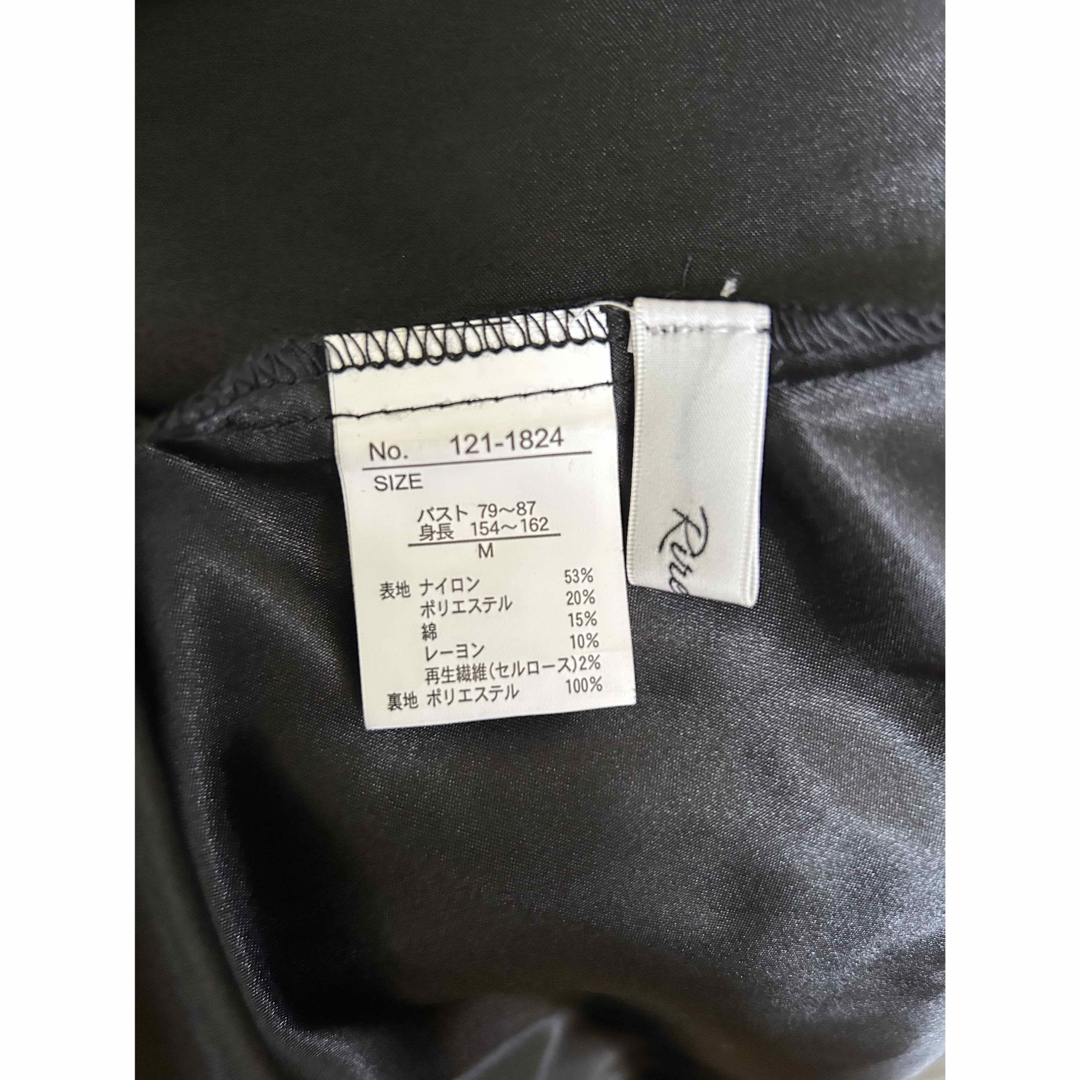 No. 121-1824
SIZE
バスト 79～87
身長 154～162
M
表地 ナイロン 53%
ポリエステル 20%
綿 15%
レーヨン 10%
再生繊維(セルロース)2%
裏地 ポリエステル 100%